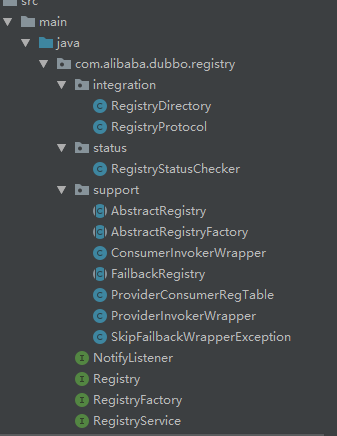 src
main
java
com.alibaba.dubbo.registry
integration
RegistryDirectory
RegistryProtocol
status
RegistryStatusChecker
support
AbstractRegistry
AbstractRegistryFactory
ConsumerInvokerWrapper
FailbackRegistry
ProviderConsumerRegTable
ProviderInvokerWrapper
SkipFailbackWrapperException
NotifyListener
Registry
RegistryFactory
RegistryService